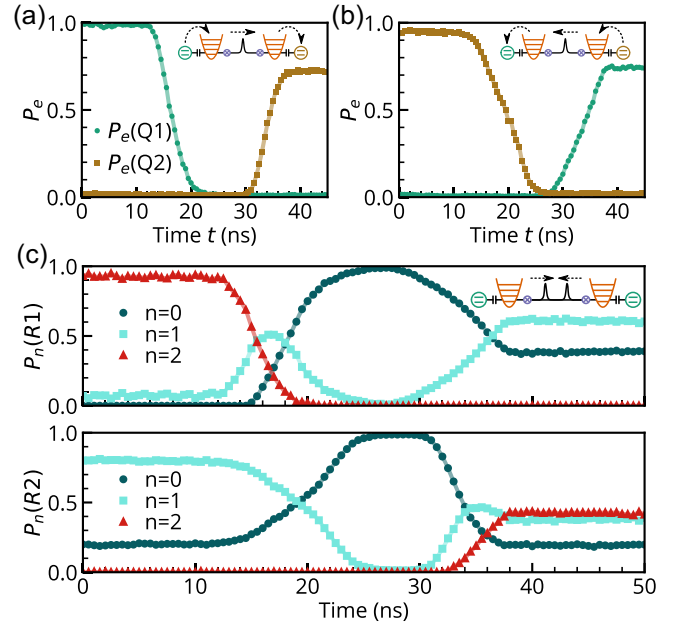 (a)
(b)
1.0
0.5
0.0
P_e
P_e(Q1)
P_e(Q2)
0 10 20 30 40
Time t (ns)
1.0
0.5
0.0
P_e
0 10 20 30 40
Time t (ns)
(c)
1.0
0.5
0.0
P_n(R1)
n=0
n=1
n=2
1.0
0.5
0.0
P_n(R2)
n=0
n=1
n=2
0 10 20 30 40 50
Time (ns)